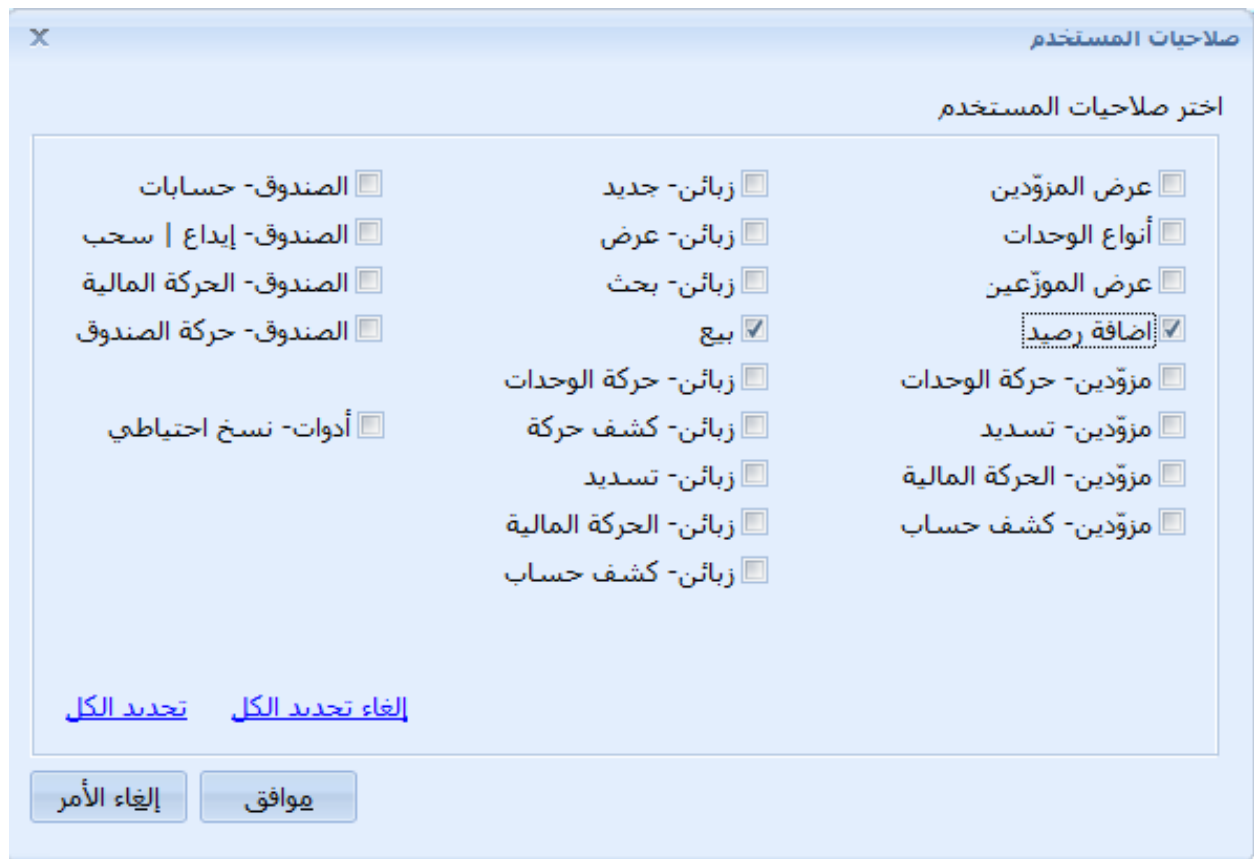 صلاحيات المستخدم
x
اختر صلاحيات المستخدم
عرض المزوّدين
أنواع الوحدات
عرض الموزّعين
اضافة رصيد
مزوّدين- حركة الوحدات
مزوّدين- تسديد
مزوّدين- الحركة المالية
مزوّدين- كشف حساب
زبائن- جديد
زبائن- عرض
زبائن- بحث
بيع
زبائن- حركة الوحدات
زبائن- كشف حركة
زبائن- تسديد
زبائن- الحركة المالية
زبائن- كشف حساب
الصندوق- حسابات
الصندوق- إيداع | سحب
الصندوق- الحركة المالية
الصندوق- حركة الصندوق
أدوات- نسخ احتياطي
إلغاء تحديد الكل
تحديد الكل
موافق
إلغاء الأمر